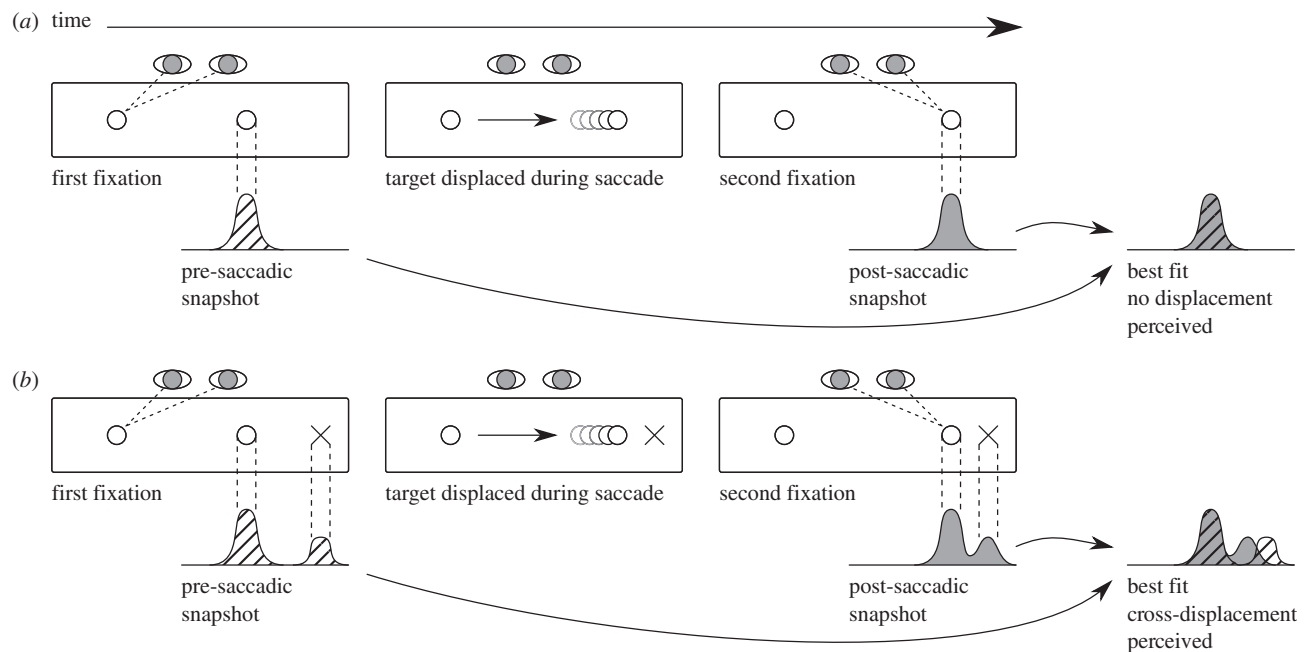 (a) time
first fixation
target displaced during saccade
second fixation
pre-saccadic
snapshot
post-saccadic
snapshot
best fit
no displacement
perceived
(b)
first fixation
target displaced during saccade
second fixation
pre-saccadic
snapshot
post-saccadic
snapshot
best fit
cross-displacement
perceived